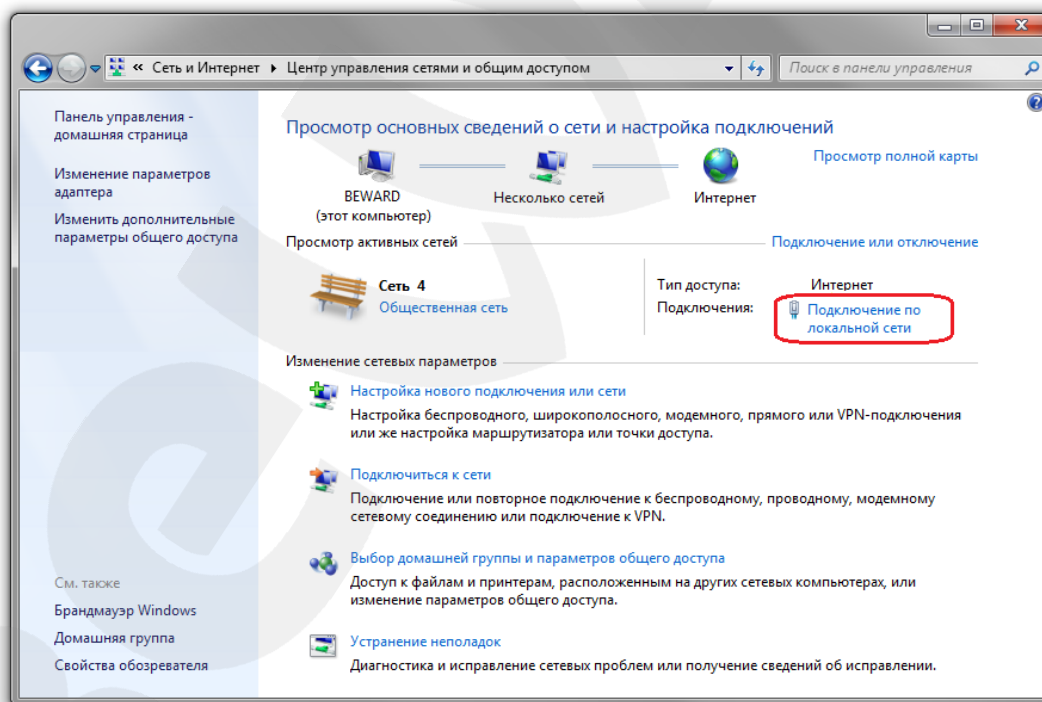 « Сеть и Интернет ▸ Центр управления сетями и общим доступом
Поиск в панели управления
Панель управления -
домашняя страница
Изменение параметров
адаптера
Изменить дополнительные
параметры общего доступа
Просмотр основных сведений о сети и настройка подключений
Просмотр полной карты
BEWARD
(этот компьютер)
Несколько сетей
Интернет
Просмотр активных сетей
Подключение или отключение
Сеть 4
Общественная сеть
Тип доступа: Интернет
Подключения: Подключение по
локальной сети
Изменение сетевых параметров
Настройка нового подключения или сети
Настройка беспроводного, широкополосного, модемного, прямого или VPN-подключения
или же настройка маршрутизатора или точки доступа.
Подключиться к сети
Подключение или повторное подключение к беспроводному, проводному, модемному
сетевому соединению или подключение к VPN.
Выбор домашней группы и параметров общего доступа
Доступ к файлам и принтерам, расположенным на других сетевых компьютерах, или
изменение параметров общего доступа.
Устранение неполадок
Диагностика и исправление сетевых проблем или получение сведений об исправлении.
См. также
Брандмауэр Windows
Домашняя группа
Свойства обозревателя